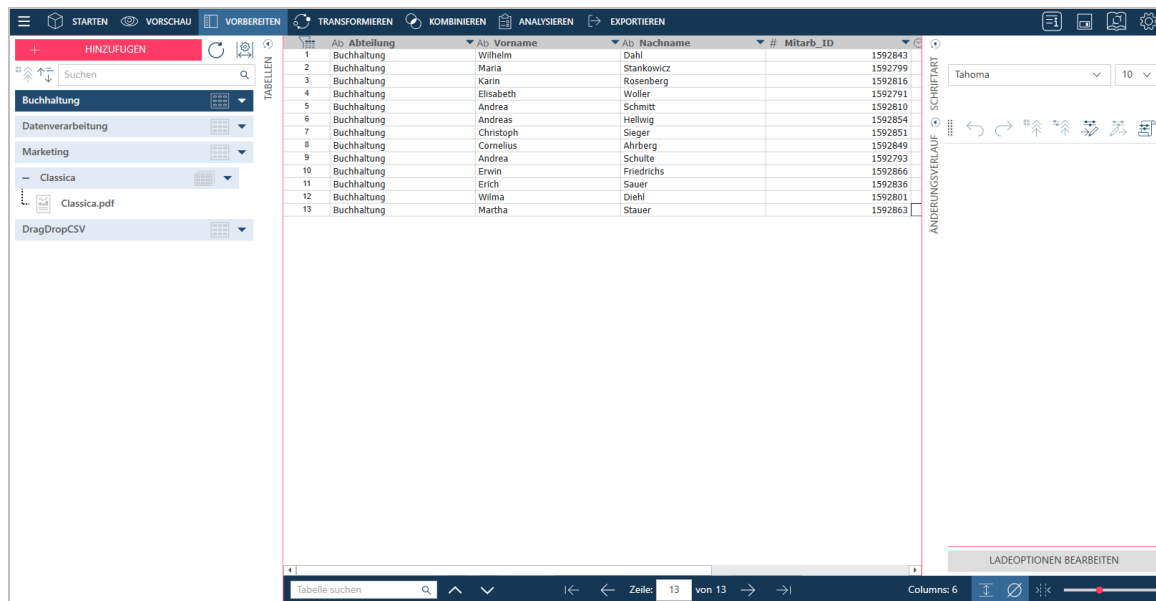 STARTEN VORSCHAU VORBEREITEN TRANSFORMIEREN KOMBINIEREN ANALYSIEREN EXPORTIEREN
+ HINZUFÜGEN
Suchen
Buchhaltung
Datenverarbeitung
Marketing
Classica
Classica.pdf
DragDropCSV
TABELLEN
Ab Abteilung Ab Vorname Ab Nachname # Mitarb_ID
1 Buchhaltung Wilhelm Dahl 1592843
2 Buchhaltung Maria Stankowicz 1592799
3 Buchhaltung Karin Rosenberg 1592816
4 Buchhaltung Elisabeth Woller 1592791
5 Buchhaltung Andrea Schmitt 1592810
6 Buchhaltung Andreas Hellwig 1592854
7 Buchhaltung Christoph Sieger 1592851
8 Buchhaltung Cornelius Ahrberg 1592849
9 Buchhaltung Andrea Schulte 1592793
10 Buchhaltung Erwin Friedrichs 1592866
11 Buchhaltung Erich Sauer 1592836
12 Buchhaltung Wilma Diehl 1592801
13 Buchhaltung Martha Stauer 1592863
SCHRIFTART
Tahoma 10
ÄNDERUNGSVERLAUF
LADEOPTIONEN BEARBEITEN
Tabelle suchen Zeile: 13 von 13 Columns: 6